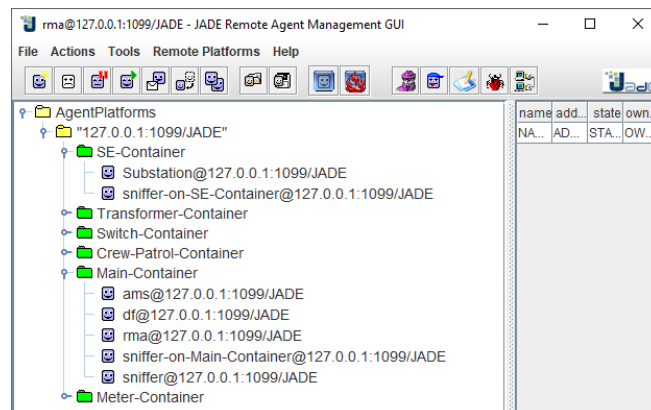 rma@127.0.0.1:1099/JADE - JADE Remote Agent Management GUI
File Actions Tools Remote Platforms Help
Jade
AgentPlatforms
"127.0.0.1:1099/JADE"
SE-Container
Substation@127.0.0.1:1099/JADE
sniffer-on-SE-Container@127.0.0.1:1099/JADE
Transformer-Container
Switch-Container
Crew-Patrol-Container
Main-Container
ams@127.0.0.1:1099/JADE
df@127.0.0.1:1099/JADE
rma@127.0.0.1:1099/JADE
sniffer-on-Main-Container@127.0.0.1:1099/JADE
sniffer@127.0.0.1:1099/JADE
Meter-Container
name add... state own...
NA... AD... STA... OW...